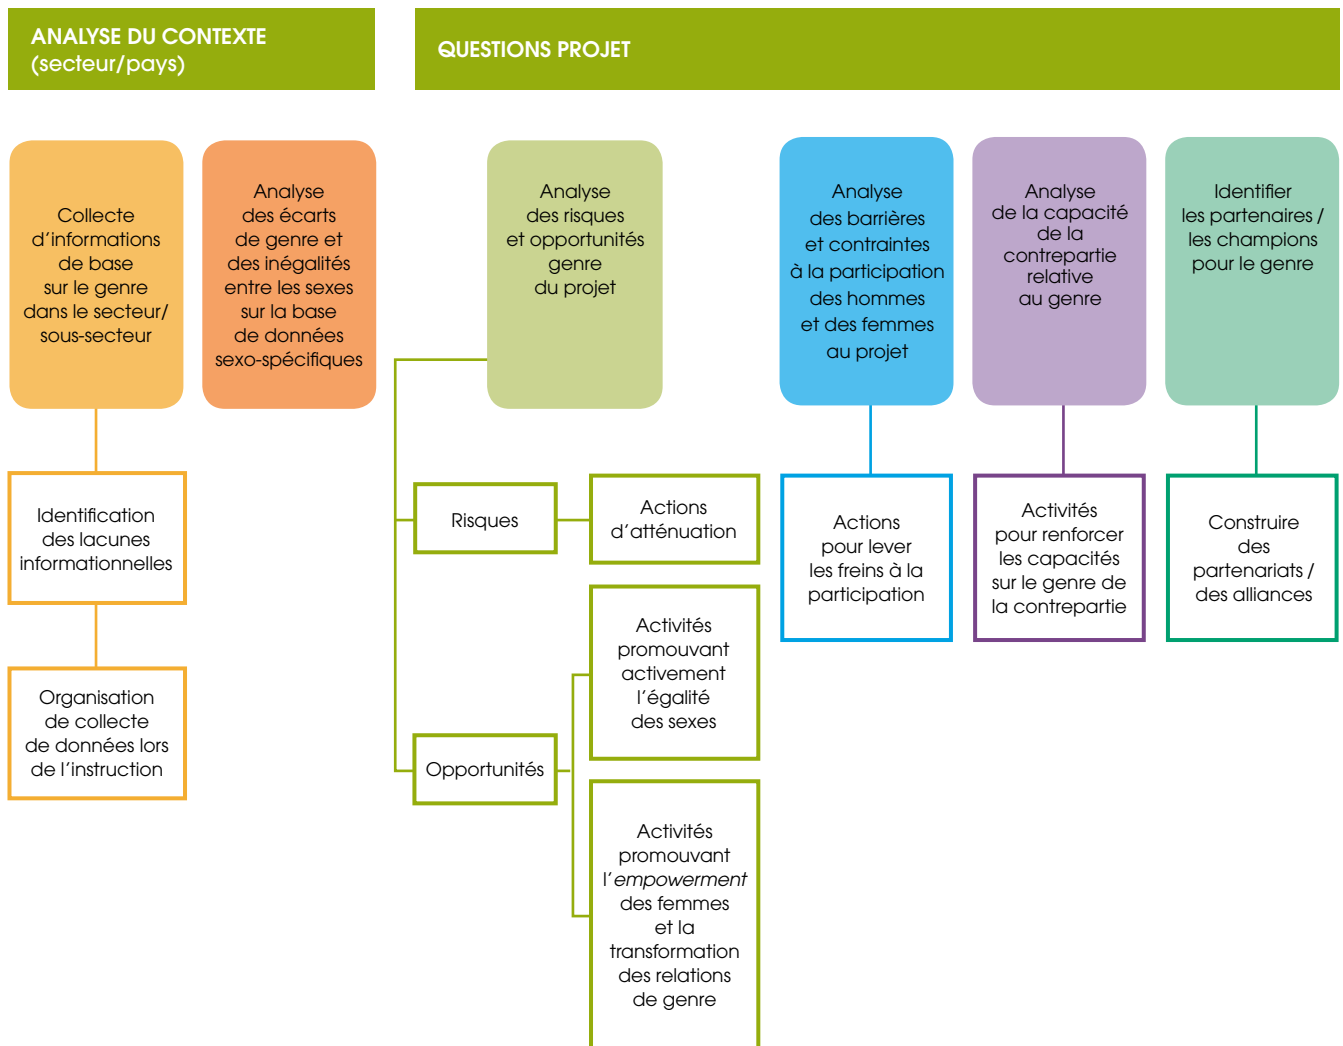 ANALYSE DU CONTEXTE
(secteur/pays)
QUESTIONS PROJET
Collecte
d'informations
de base
sur le genre
dans le secteur/
sous-secteur
Analyse
des écarts
de genre et
des inégalités
entre les sexes
sur la base
de données
sexo-spécifiques
Analyse
des risques
et opportunités
genre
du projet
Analyse
des barrières
et contraintes
à la participation
des hommes
et des femmes
au projet
Analyse
de la capacité
de la
contrepartie
relative
au genre
Identifier
les partenaires /
les champions
pour le genre
Identification
des lacunes
informationnelles
Organisation
de collecte
de données lors
de l'instruction
Risques
Actions
d'atténuation
Opportunités
Activités
promouvant
activement
l'égalité
des sexes
Activités
promouvant
l'empowerment
des femmes
et la
transformation
des relations
de genre
Actions
pour lever
les freins à la
participation
Activités
pour renforcer
les capacités
sur le genre de
la contrepartie
Construire
des
partenariats /
des alliances